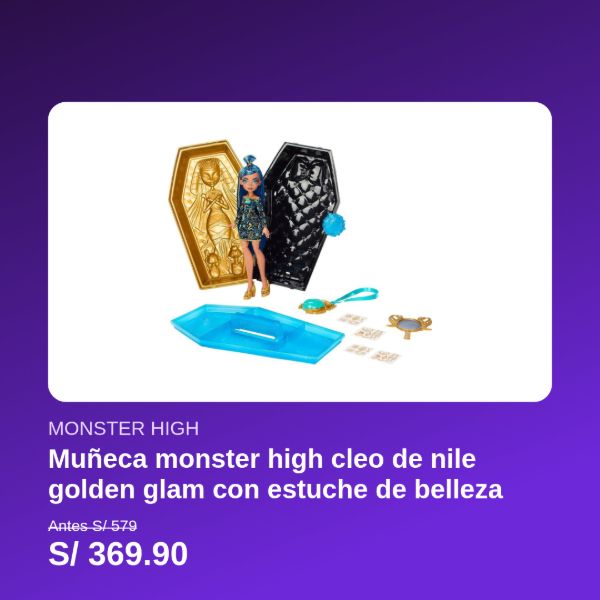 MONSTER HIGH
Muñeca monster high cleo de nile
golden glam con estuche de belleza
Antes S/ 579
S/ 369.90